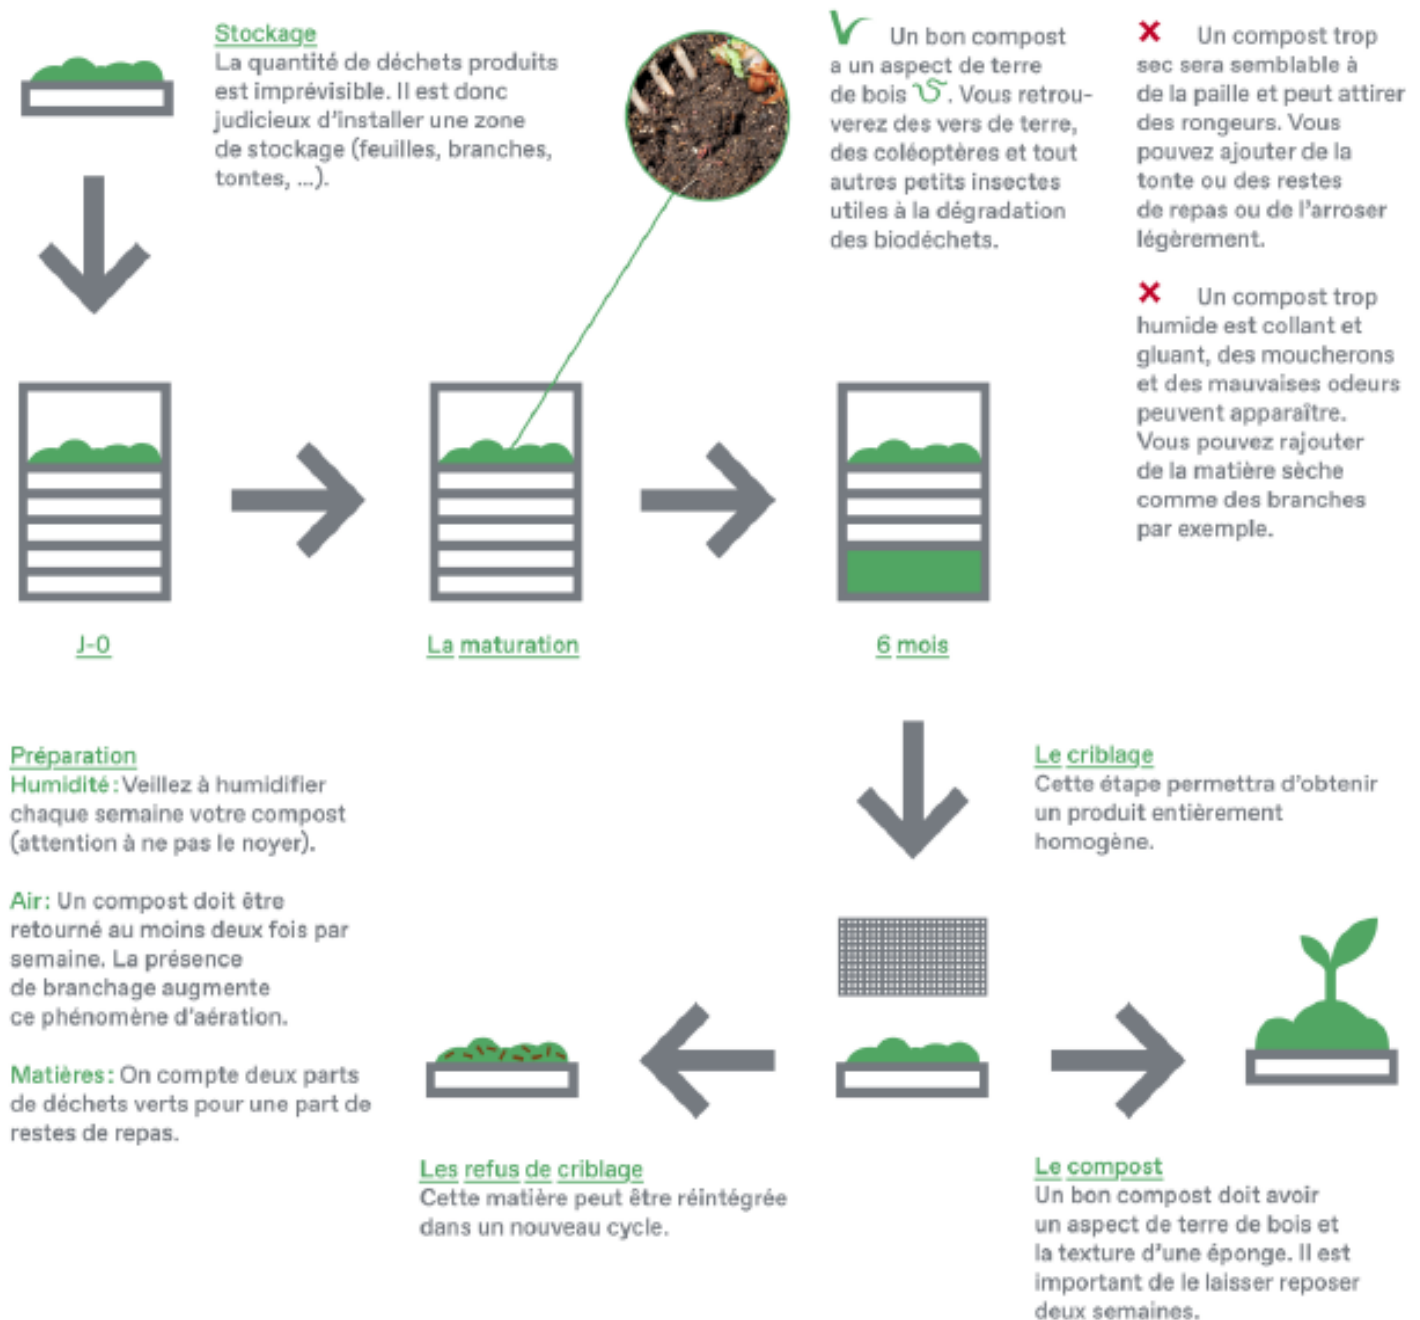 Stockage
La quantité de déchets produits
est imprévisible. Il est donc
judicieux d'installer une zone
de stockage (feuilles, branches,
tontes, ...).
Un bon compost
a un aspect de terre
de bois . Vous retrou-
verez des vers de terre,
des coléoptères et tout
autres petits insectes
utiles à la dégradation
des biodéchets.
Un compost trop
sec sera semblable à
de la paille et peut attirer
des rongeurs. Vous
pouvez ajouter de la
tonte ou des restes
de repas ou de l'arroser
légèrement.
Un compost trop
humide est collant et
gluant, des moucherons
et des mauvaises odeurs
peuvent apparaître.
Vous pouvez rajouter
de la matière sèche
comme des branches
par exemple.
J-0
La maturation
6 mois
Préparation
Humidité: Veillez à humidifier
chaque semaine votre compost
(attention à ne pas le noyer).
Air: Un compost doit être
retourné au moins deux fois par
semaine. La présence
de branchage augmente
ce phénomène d'aération.
Matières: On compte deux parts
de déchets verts pour une part de
restes de repas.
Le criblage
Cette étape permettra d'obtenir
un produit entièrement
homogène.
Les refus de criblage
Cette matière peut être réintégrée
dans un nouveau cycle.
Le compost
Un bon compost doit avoir
un aspect de terre de bois et
la texture d'une éponge. Il est
important de le laisser reposer
deux semaines.